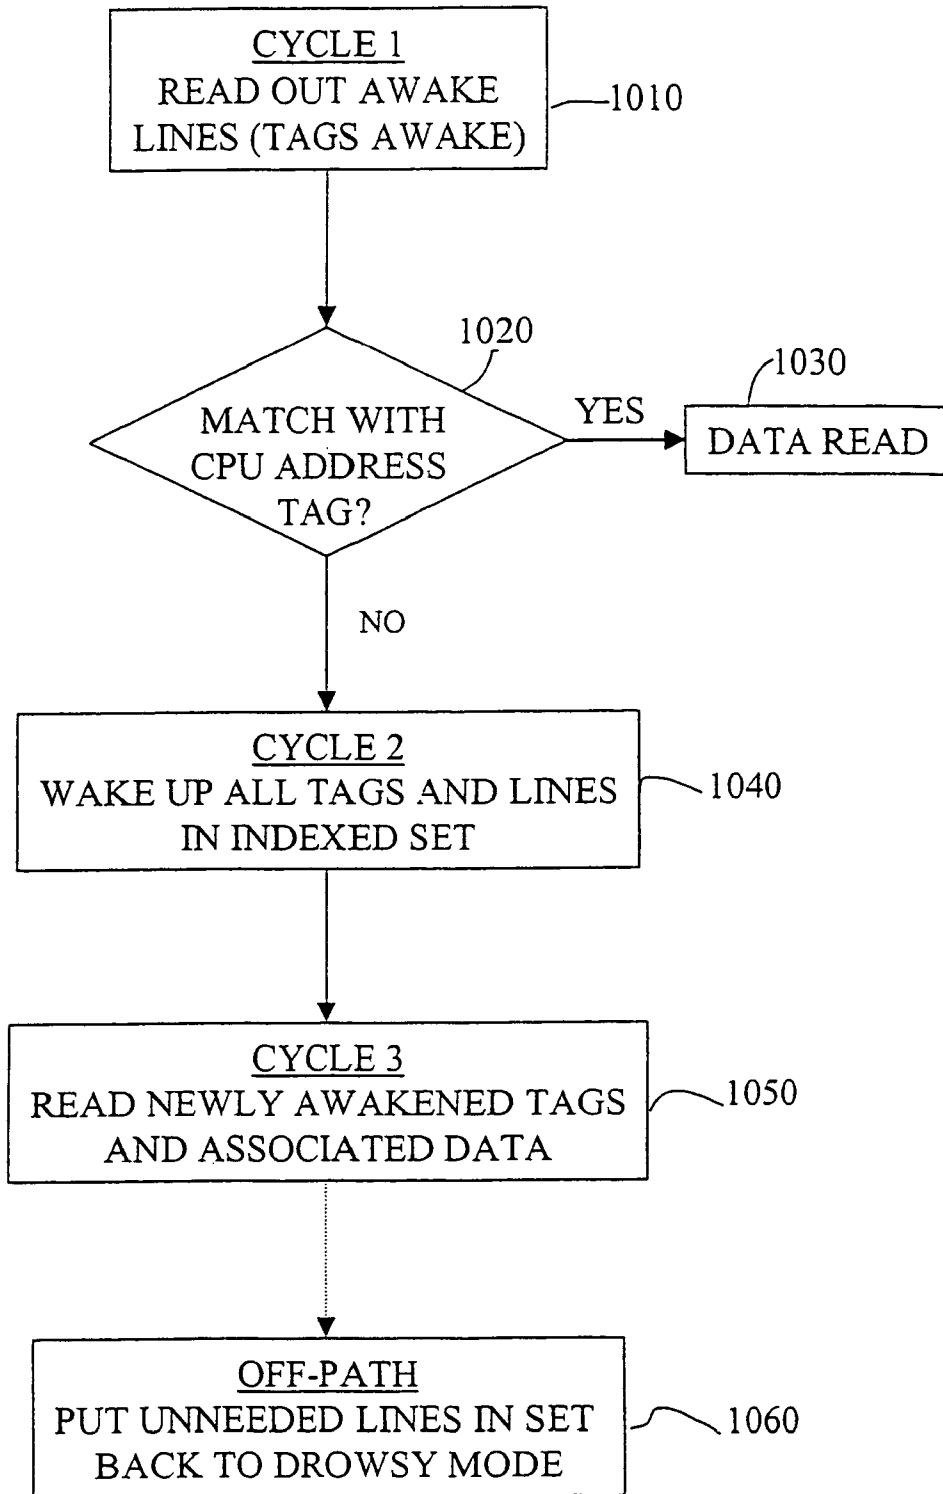 CYCLE 1
READ OUT AWAKE
LINES (TAGS AWAKE)
1010
1020
MATCH WITH
CPU ADDRESS
TAG?
YES
1030
DATA READ
NO
CYCLE 2
WAKE UP ALL TAGS AND LINES
IN INDEXED SET
1040
CYCLE 3
READ NEWLY AWAKENED TAGS
AND ASSOCIATED DATA
1050
OFF-PATH
PUT UNNEEDED LINES IN SET
BACK TO DROWSY MODE
1060